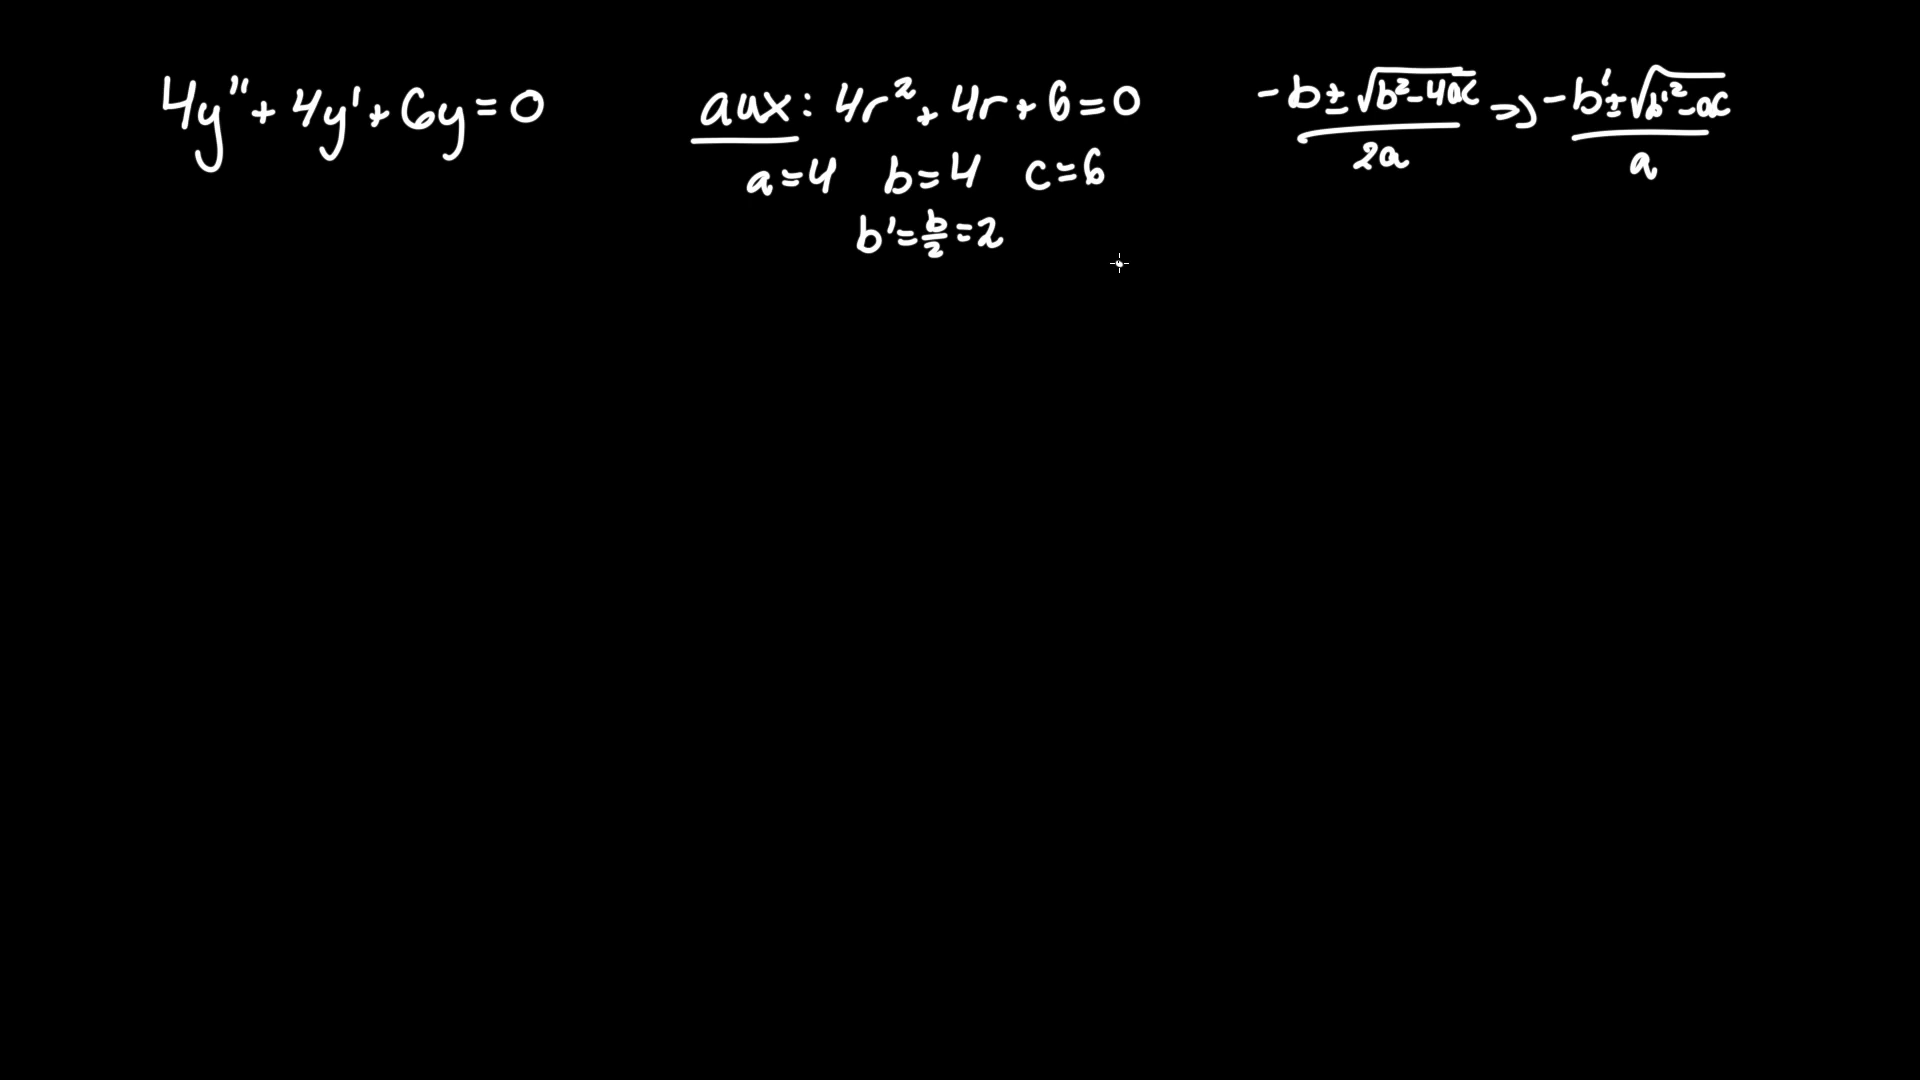 4y" + 4y' + 6y = 0
aux: 4r² + 4r + 6 = 0
a = 4 b = 4 c = 6
b' = b/2 = 2
-b ± √(b² - 4ac) / 2a => -b' ± √(b'² - ac) / a